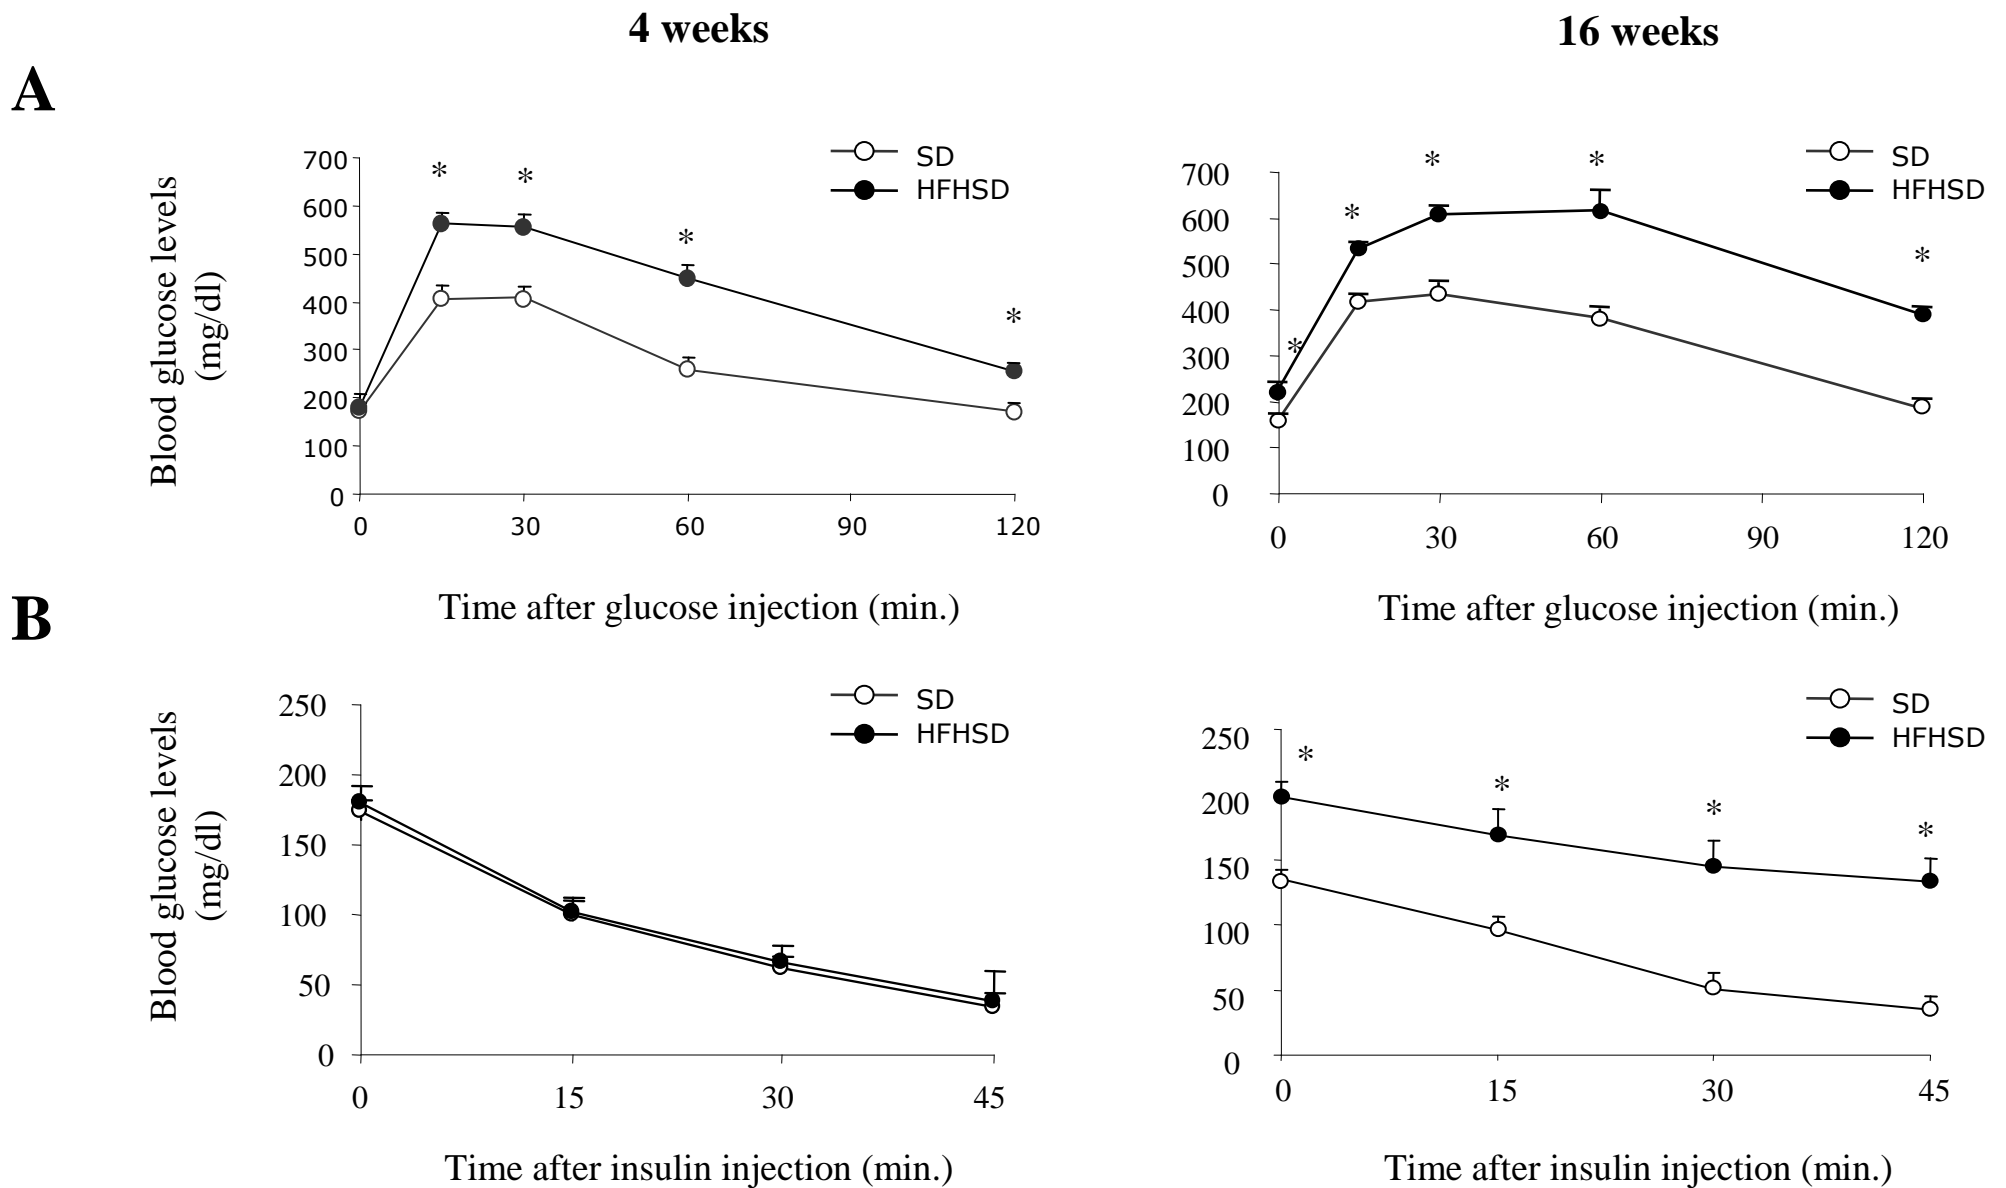 4 weeks
16 weeks
A
Blood glucose levels
(mg/dl)
700
600
500
400
300
200
100
0
0
30
60
90
120
*
*
*
*
SD
HFHSD
Time after glucose injection (min.)
700
600
500
400
300
200
100
0
0
30
60
90
120
*
*
*
*
*
SD
HFHSD
Time after glucose injection (min.)
B
Blood glucose levels
(mg/dl)
250
200
150
100
50
0
0
15
30
45
SD
HFHSD
Time after insulin injection (min.)
250
200
150
100
50
0
0
15
30
45
*
*
*
*
SD
HFHSD
Time after insulin injection (min.)